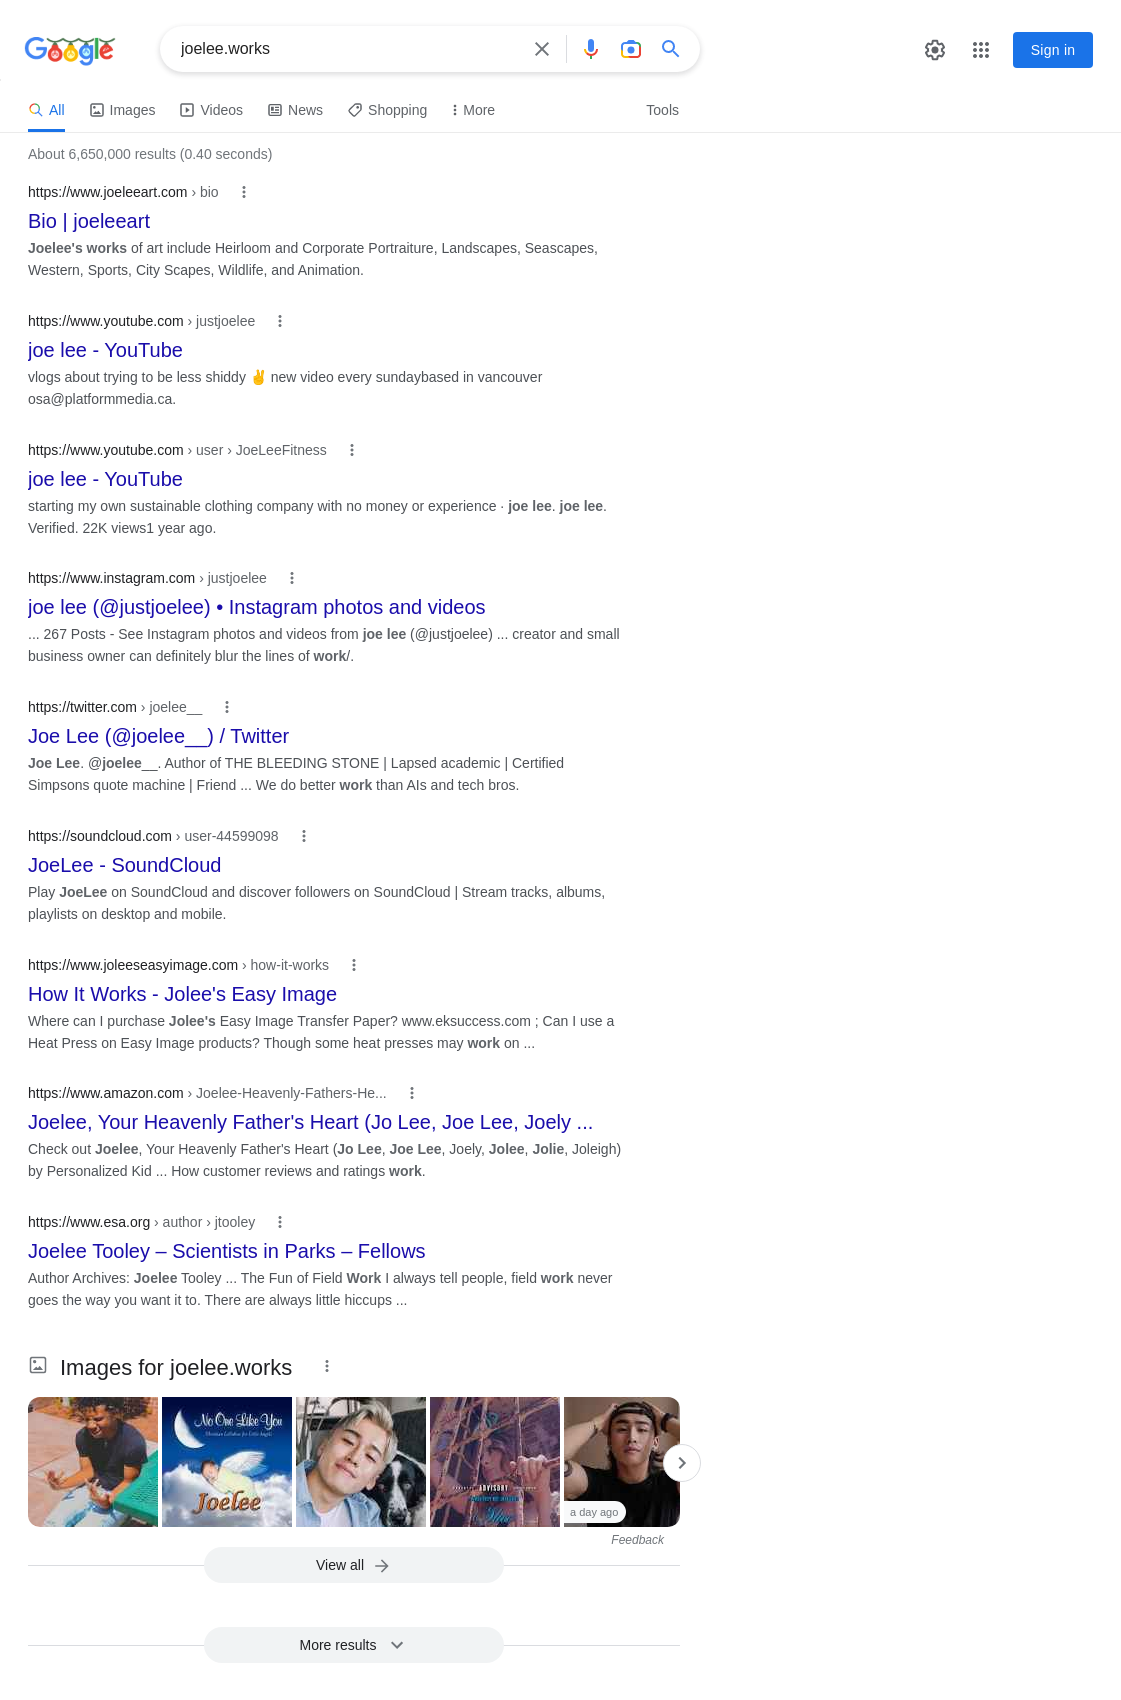 Google
joelee.works
Sign in
All
Images
Videos
News
Shopping
More
Tools
About 6,650,000 results (0.40 seconds)
https://www.joeleeart.com › bio
Bio | joeleeart
Joelee's works of art include Heirloom and Corporate Portraiture, Landscapes, Seascapes,
Western, Sports, City Scapes, Wildlife, and Animation.
https://www.youtube.com › justjoelee
joe lee - YouTube
vlogs about trying to be less shiddy ✌ new video every sundaybased in vancouver
osa@platformmedia.ca.
https://www.youtube.com › user › JoeLeeFitness
joe lee - YouTube
starting my own sustainable clothing company with no money or experience · joe lee. joe lee.
Verified. 22K views1 year ago.
https://www.instagram.com › justjoelee
joe lee (@justjoelee) • Instagram photos and videos
... 267 Posts - See Instagram photos and videos from joe lee (@justjoelee) ... creator and small
business owner can definitely blur the lines of work/.
https://twitter.com › joelee__
Joe Lee (@joelee__) / Twitter
Joe Lee. @joelee__. Author of THE BLEEDING STONE | Lapsed academic | Certified
Simpsons quote machine | Friend ... We do better work than AIs and tech bros.
https://soundcloud.com › user-44599098
JoeLee - SoundCloud
Play JoeLee on SoundCloud and discover followers on SoundCloud | Stream tracks, albums,
playlists on desktop and mobile.
https://www.joleeseasyimage.com › how-it-works
How It Works - Jolee's Easy Image
Where can I purchase Jolee's Easy Image Transfer Paper? www.eksuccess.com ; Can I use a
Heat Press on Easy Image products? Though some heat presses may work on ...
https://www.amazon.com › Joelee-Heavenly-Fathers-He...
Joelee, Your Heavenly Father's Heart (Jo Lee, Joe Lee, Joely ...
Check out Joelee, Your Heavenly Father's Heart (Jo Lee, Joe Lee, Joely, Jolee, Jolie, Joleigh)
by Personalized Kid ... How customer reviews and ratings work.
https://www.esa.org › author › jtooley
Joelee Tooley – Scientists in Parks – Fellows
Author Archives: Joelee Tooley ... The Fun of Field Work I always tell people, field work never
goes the way you want it to. There are always little hiccups ...
Images for joelee.works
No One Like You
Joelee
ADVISORY
a day ago
Feedback
View all
More results